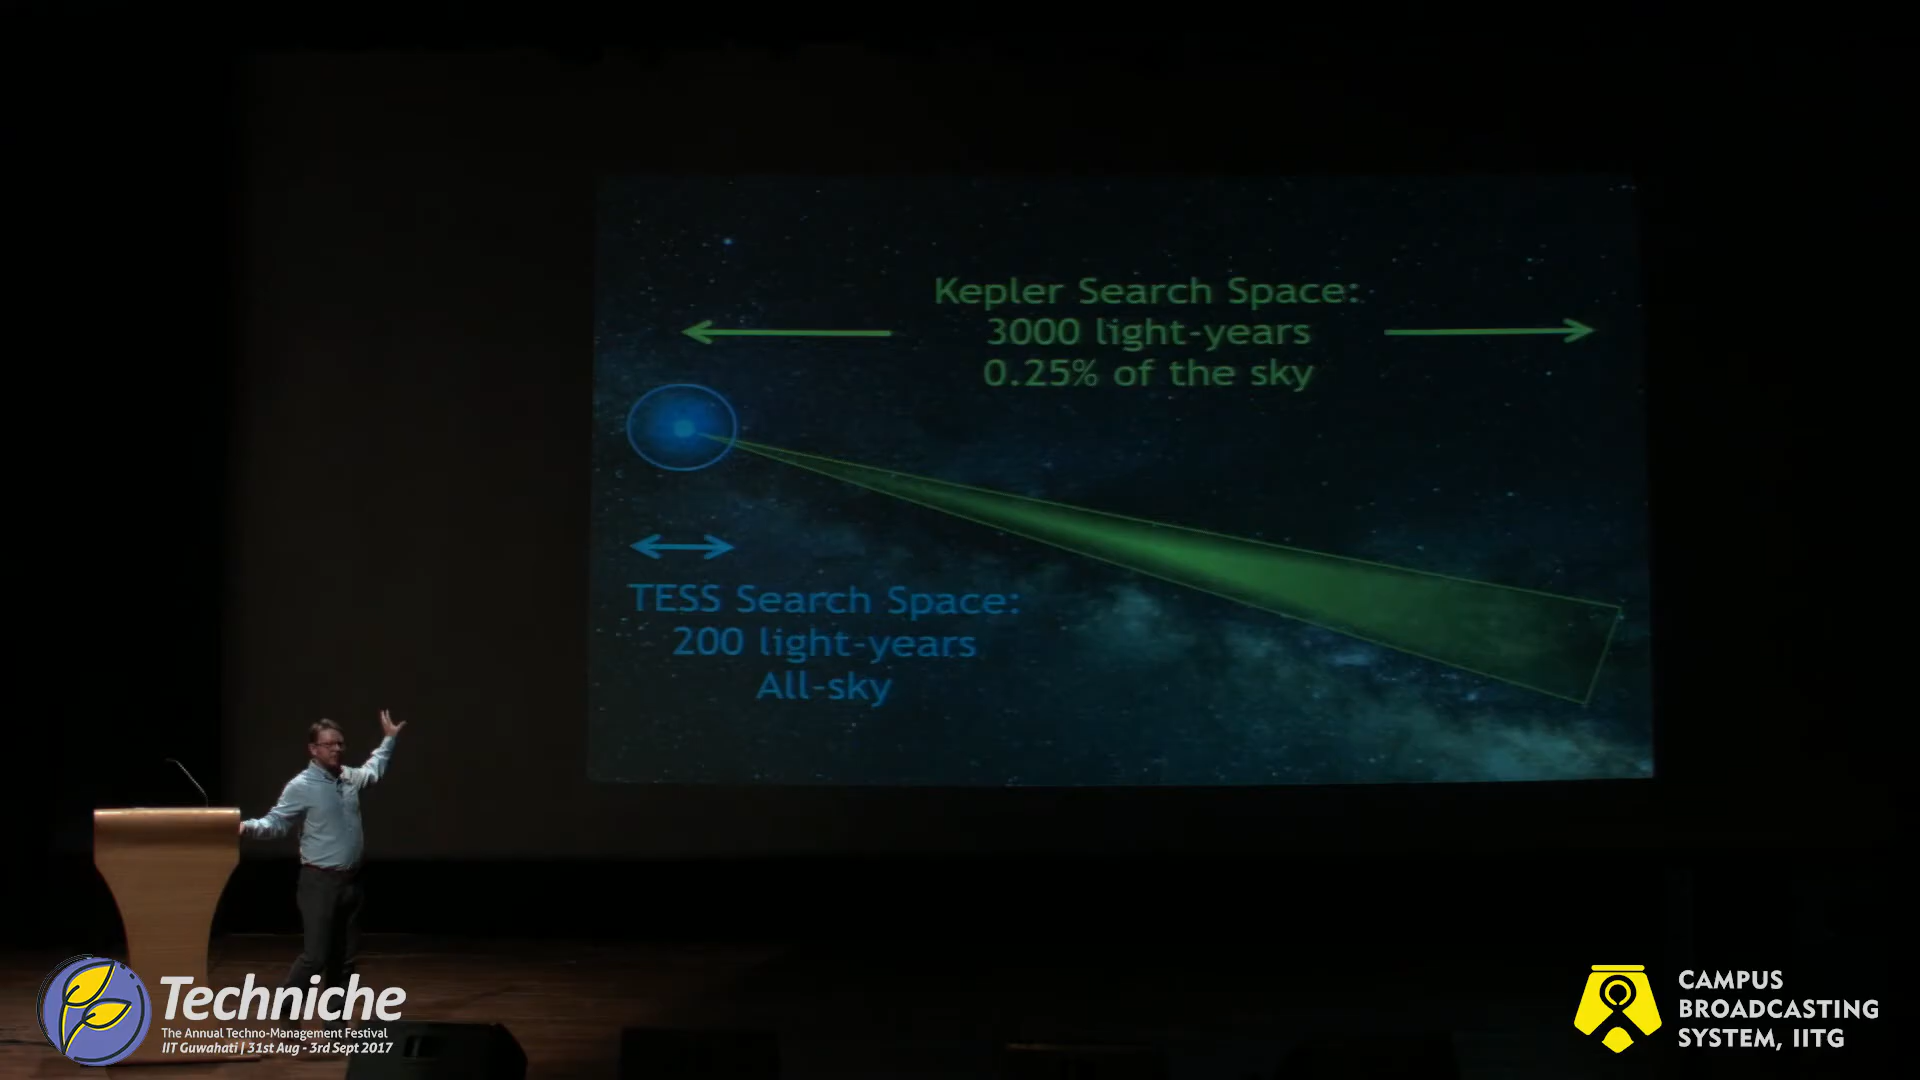 Kepler Search Space:
3000 light-years
0.25% of the sky
TESS Search Space:
200 light-years
All-sky
Techniche
The Annual Techno-Management Festival
IIT Guwahati | 31st Aug - 3rd Sept 2017
CAMPUS
BROADCASTING
SYSTEM, IITG